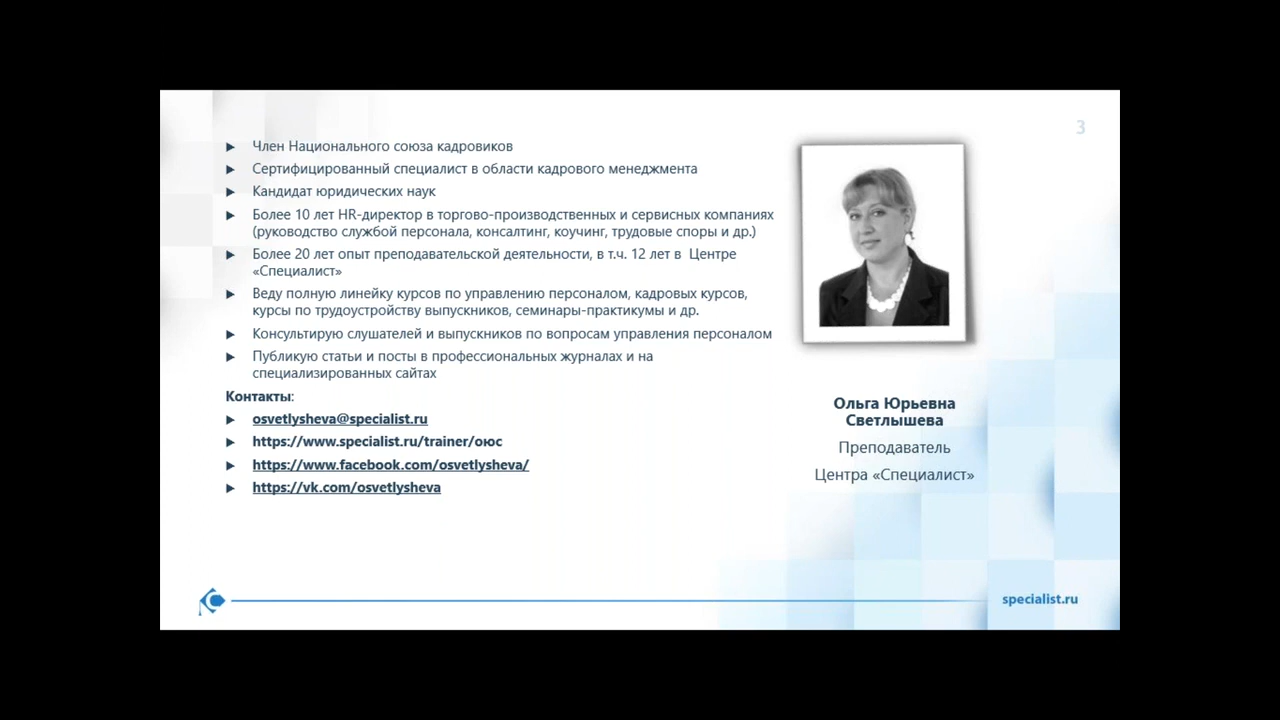 3
Член Национального союза кадровиков
Сертифицированный специалист в области кадрового менеджмента
Кандидат юридических наук
Более 10 лет HR-директор в торгово-производственных и сервисных компаниях
(руководство службой персонала, консалтинг, коучинг, трудовые споры и др.)
Более 20 лет опыт преподавательской деятельности, в т.ч. 12 лет в Центре
«Специалист»
Веду полную линейку курсов по управлению персоналом, кадровых курсов,
курсы по трудоустройству выпускников, семинары-практикумы и др.
Консультирую слушателей и выпускников по вопросам управления персоналом
Публикую статьи и посты в профессиональных журналах и на
специализированных сайтах
Контакты:
osvetlysheva@specialist.ru
https://www.specialist.ru/trainer/оюс
https://www.facebook.com/osvetlysheva/
https://vk.com/osvetlysheva
Ольга Юрьевна
Светлышева
Преподаватель
Центра «Специалист»
specialist.ru